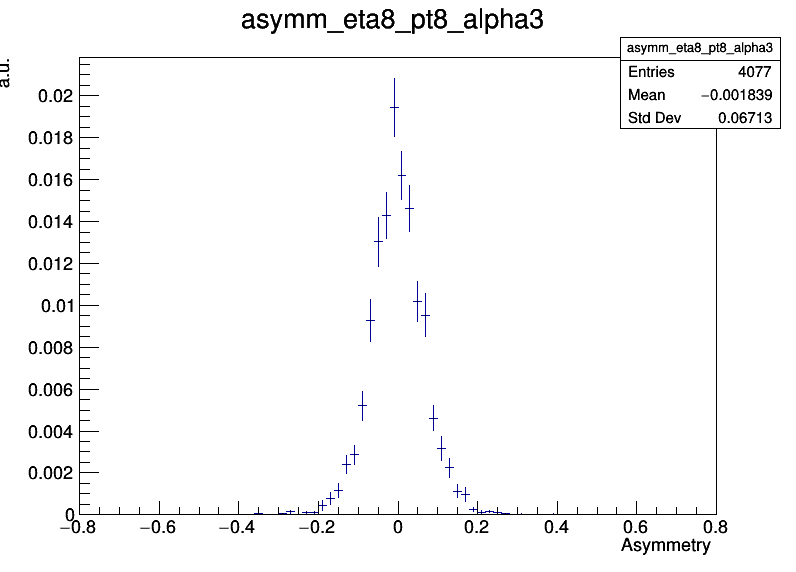 asymm_eta8_pt8_alpha3
asymm_eta8_pt8_alpha3
Entries 4077
Mean −0.001839
Std Dev 0.06713
a.u.
0.02
0.018
0.016
0.014
0.012
0.01
0.008
0.006
0.004
0.002
0
−0.8 −0.6 −0.4 −0.2 0 0.2 0.4 0.6 0.8
Asymmetry